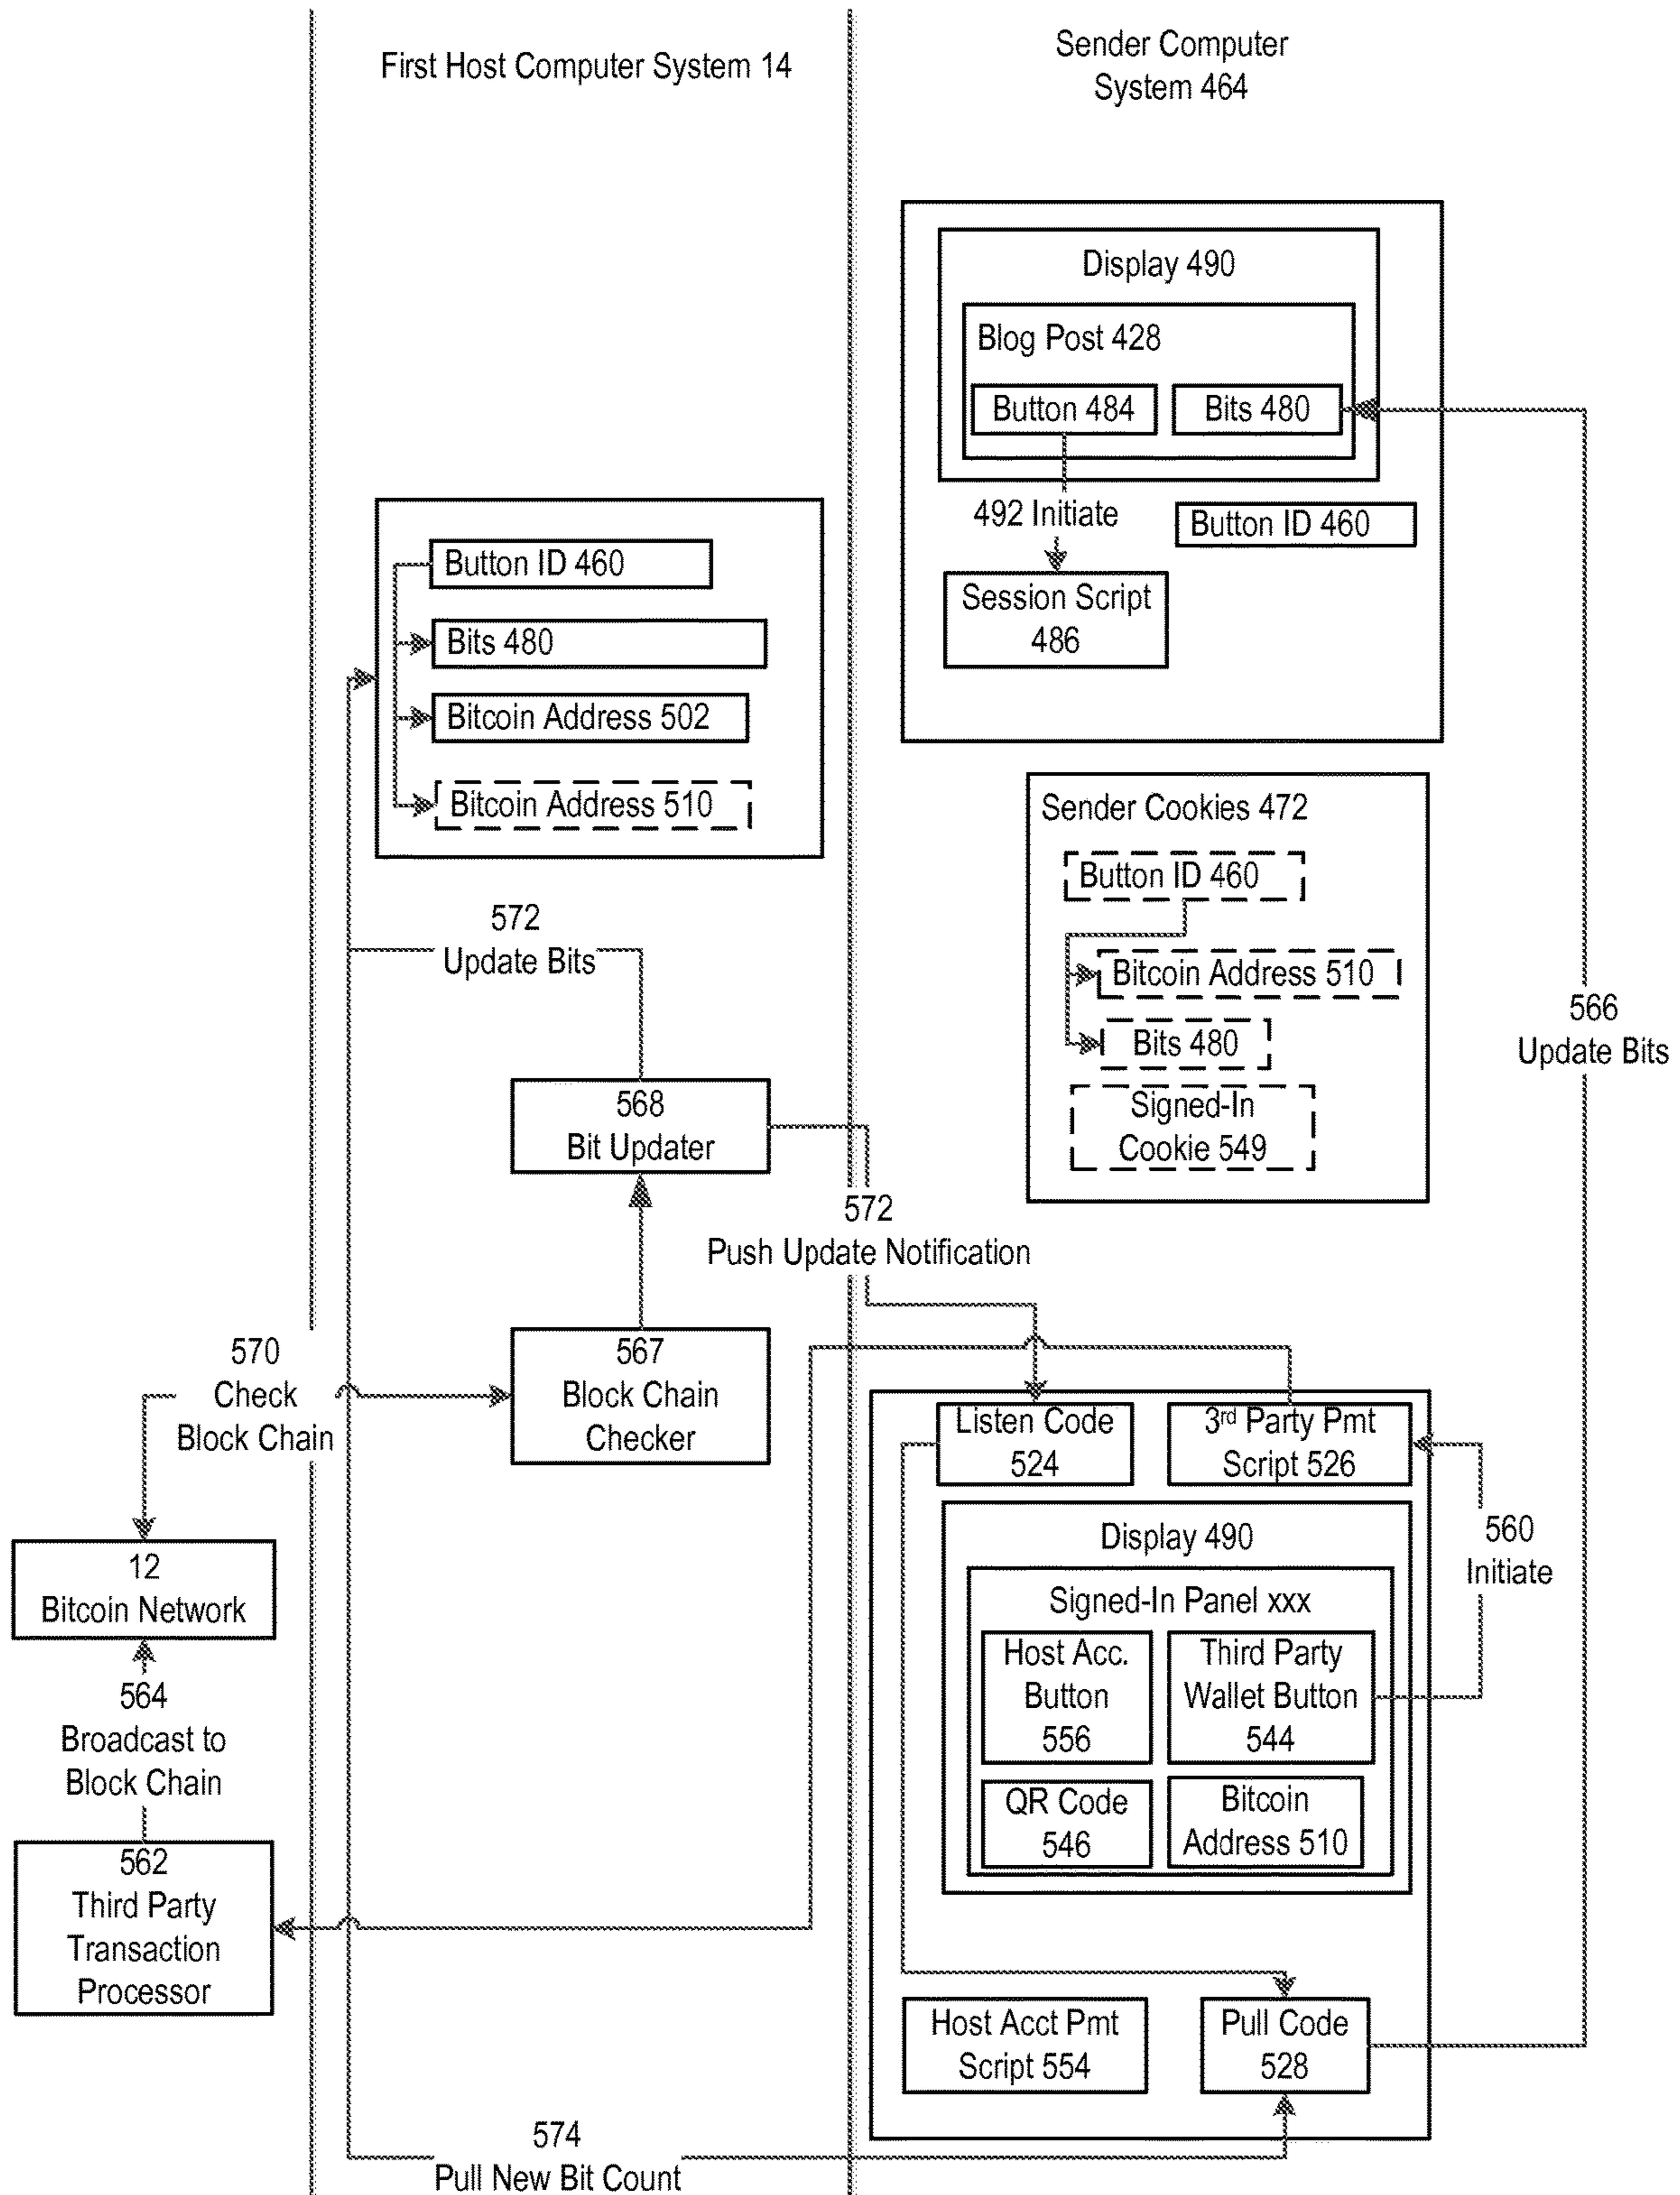 First Host Computer System 14
Sender Computer
System 464
Display 490
Blog Post 428
Button 484
Bits 480
492 Initiate
Button ID 460
Session Script
486
Button ID 460
Bits 480
Bitcoin Address 502
Bitcoin Address 510
Sender Cookies 472
Button ID 460
Bitcoin Address 510
Bits 480
Signed-In
Cookie 549
566
Update Bits
572
Update Bits
568
Bit Updater
572
Push Update Notification
570
Check
Block Chain
567
Block Chain
Checker
Listen Code
524
3rd Party Pmt
Script 526
560
Initiate
Display 490
Signed-In Panel xxx
Host Acc.
Button
556
Third Party
Wallet Button
544
QR Code
546
Bitcoin
Address 510
12
Bitcoin Network
564
Broadcast to
Block Chain
562
Third Party
Transaction
Processor
Host Acct Pmt
Script 554
Pull Code
528
574
Pull New Bit Count